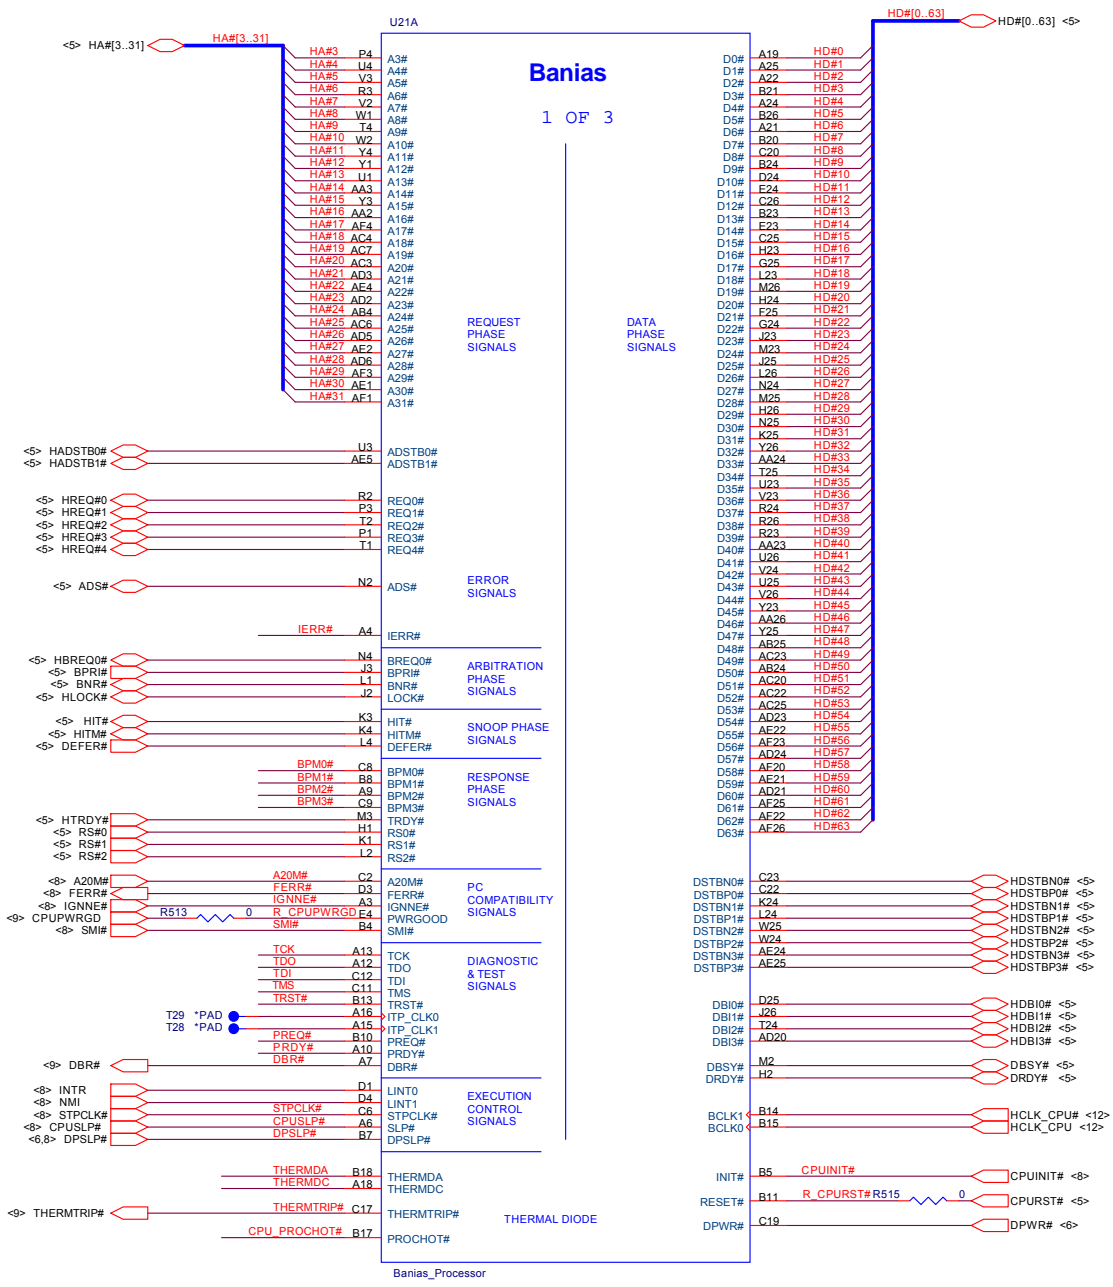 U21A
Banias
1 OF 3
<5> HA#[3..31] HA#[3..31]
HD#[0..63] HD#[0..63] <5>
HA#3 P4 A3#
HA#4 U4 A4#
HA#5 V3 A5#
HA#6 R3 A6#
HA#7 V2 A7#
HA#8 W1 A8#
HA#9 T4 A9#
HA#10 W2 A10#
HA#11 Y4 A11#
HA#12 Y1 A12#
HA#13 U1 A13#
HA#14 AA3 A14#
HA#15 Y3 A15#
HA#16 AA2 A16#
HA#17 AF4 A17#
HA#18 AC4 A18#
HA#19 AC7 A19#
HA#20 AC3 A20#
HA#21 AD3 A21#
HA#22 AE4 A22#
HA#23 AD2 A23#
HA#24 AB4 A24#
HA#25 AC6 A25#
HA#26 AD5 A26#
HA#27 AE2 A27#
HA#28 AD6 A28#
HA#29 AF3 A29#
HA#30 AE1 A30#
HA#31 AF1 A31#
REQUEST
PHASE
SIGNALS
<5> HADSTB0# U3 ADSTB0#
<5> HADSTB1# AE5 ADSTB1#
<5> HREQ#0 R2 REQ0#
<5> HREQ#1 P3 REQ1#
<5> HREQ#2 T2 REQ2#
<5> HREQ#3 P1 REQ3#
<5> HREQ#4 T1 REQ4#
<5> ADS# N2 ADS#
ERROR
SIGNALS
IERR# A4 IERR#
<5> HBREQ0# N4 BREQ0#
<5> BPRI# J3 BPRI#
<5> BNR# L1 BNR#
<5> HLOCK# J2 LOCK#
ARBITRATION
PHASE
SIGNALS
<5> HIT# K3 HIT#
<5> HITM# K4 HITM#
<5> DEFER# L4 DEFER#
SNOOP PHASE
SIGNALS
BPM0# C8 BPM0#
BPM1# B8 BPM1#
BPM2# A9 BPM2#
BPM3# C9 BPM3#
<5> HTRDY# M3 TRDY#
<5> RS#0 H1 RS0#
<5> RS#1 K1 RS1#
<5> RS#2 L2 RS2#
RESPONSE
PHASE
SIGNALS
<8> A20M# A20M# C2 A20M#
<8> FERR# FERR# D3 FERR#
<8> IGNNE# IGNNE# A3 IGNNE#
<9> CPUPWRGD R513 0 R_CPUPWRGD E4 PWRGOOD
<8> SMI# SMI# B4 SMI#
PC
COMPATIBILITY
SIGNALS
TCK A13 TCK
TDO A12 TDO
TDI C12 TDI
TMS C11 TMS
TRST# B13 TRST#
T29 *PAD A16 ITP_CLK0
T28 *PAD A15 ITP_CLK1
PREQ# B10 PREQ#
PRDY# A10 PRDY#
<9> DBR# DBR# A7 DBR#
DIAGNOSTIC
& TEST
SIGNALS
<8> INTR D1 LINT0
<8> NMI D4 LINT1
<8> STPCLK# STPCLK# C6 STPCLK#
<8> CPUSLP# CPUSLP# A6 SLP#
<6,8> DPSLP# DPSLP# B7 DPSLP#
EXECUTION
CONTROL
SIGNALS
THERMDA B18 THERMDA
THERMDC A18 THERMDC
<9> THERMTRIP# THERMTRIP# C17 THERMTRIP#
CPU_PROCHOT# B17 PROCHOT#
THERMAL DIODE
D0# A19 HD#0
D1# A25 HD#1
D2# A22 HD#2
D3# B21 HD#3
D4# A24 HD#4
D5# B26 HD#5
D6# A21 HD#6
D7# B20 HD#7
D8# C20 HD#8
D9# B24 HD#9
D10# D24 HD#10
D11# E24 HD#11
D12# C26 HD#12
D13# B23 HD#13
D14# E23 HD#14
D15# C25 HD#15
D16# H23 HD#16
D17# G25 HD#17
D18# L23 HD#18
D19# M26 HD#19
D20# H24 HD#20
D21# F25 HD#21
D22# G24 HD#22
D23# J23 HD#23
D24# M23 HD#24
D25# J25 HD#25
D26# L26 HD#26
D27# N24 HD#27
D28# M25 HD#28
D29# H26 HD#29
D30# N25 HD#30
D31# K25 HD#31
D32# Y26 HD#32
D33# AA24 HD#33
D34# T25 HD#34
D35# U23 HD#35
D36# V23 HD#36
D37# R24 HD#37
D38# R26 HD#38
D39# R23 HD#39
D40# AA23 HD#40
D41# U26 HD#41
D42# V24 HD#42
D43# U25 HD#43
D44# V26 HD#44
D45# Y23 HD#45
D46# AA26 HD#46
D47# Y25 HD#47
D48# AB25 HD#48
D49# AC23 HD#49
D50# AB24 HD#50
D51# AC20 HD#51
D52# AC22 HD#52
D53# AC25 HD#53
D54# AD23 HD#54
D55# AE22 HD#55
D56# AF23 HD#56
D57# AD24 HD#57
D58# AF20 HD#58
D59# AE21 HD#59
D60# AD21 HD#60
D61# AF25 HD#61
D62# AF22 HD#62
D63# AF26 HD#63
DATA
PHASE
SIGNALS
DSTBN0# C23 HDSTBN0# <5>
DSTBP0# C22 HDSTBP0# <5>
DSTBN1# K24 HDSTBN1# <5>
DSTBP1# L24 HDSTBP1# <5>
DSTBN2# W25 HDSTBN2# <5>
DSTBP2# W24 HDSTBP2# <5>
DSTBN3# AE24 HDSTBN3# <5>
DSTBP3# AE25 HDSTBP3# <5>
DBI0# D25 HDBI0# <5>
DBI1# J26 HDBI1# <5>
DBI2# T24 HDBI2# <5>
DBI3# AD20 HDBI3# <5>
DBSY# M2 DBSY# <5>
DRDY# H2 DRDY# <5>
BCLK1 B14 HCLK_CPU# <12>
BCLK0 B15 HCLK_CPU <12>
INIT# B5 CPUINIT# CPUINIT# <8>
RESET# B11 R_CPURST# R515 0 CPURST# <5>
DPWR# C19 DPWR# <6>
Banias_Processor